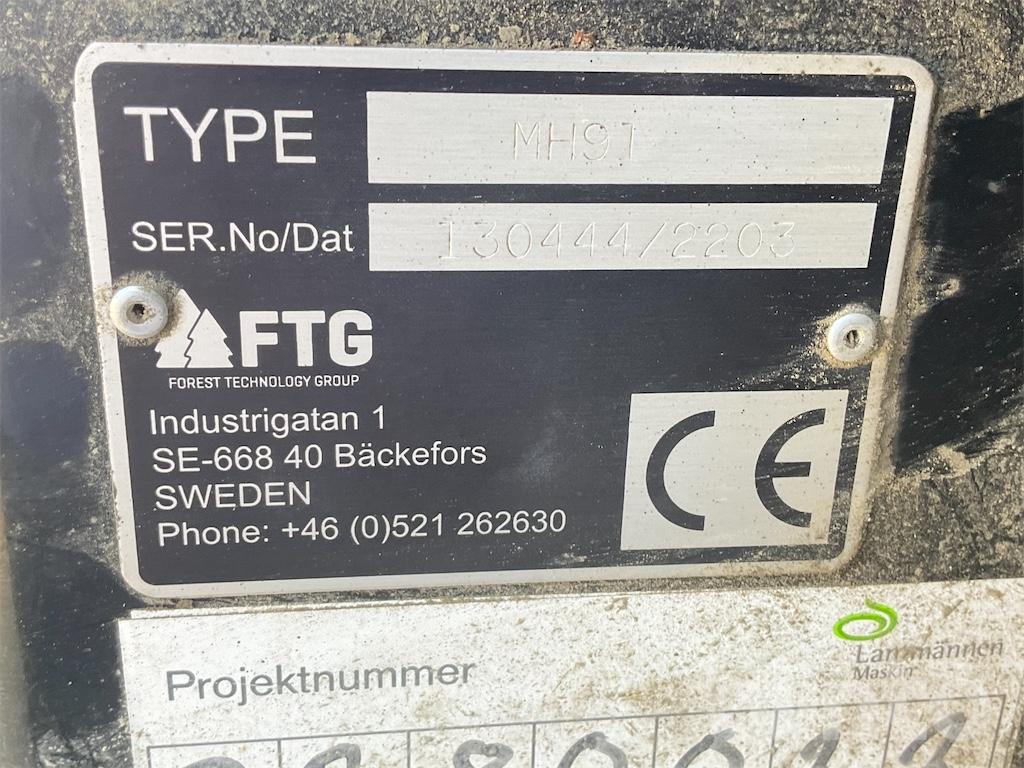 TYPE MH91
SER.No/Dat 130444/2203
FTG
FOREST TECHNOLOGY GROUP
Industrigatan 1
SE-668 40 Bäckefors
SWEDEN
Phone: +46 (0)521 262630
CE
Lantmännen
Maskin
Projektnummer